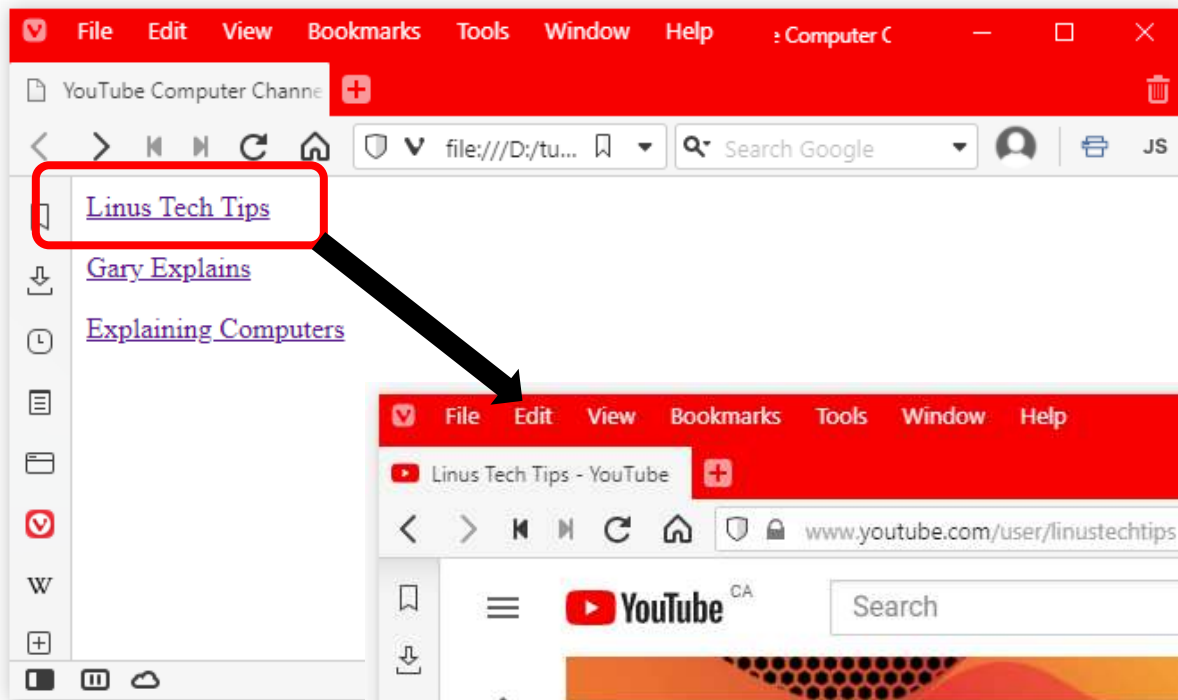 File Edit View Bookmarks Tools Window Help : Computer C
YouTube Computer Channe
file:///D:/tu... Search Google JS
Linus Tech Tips
Gary Explains
Explaining Computers
W
File Edit View Bookmarks Tools Window Help
Linus Tech Tips - YouTube
www.youtube.com/user/linustechtips
YouTube CA Search